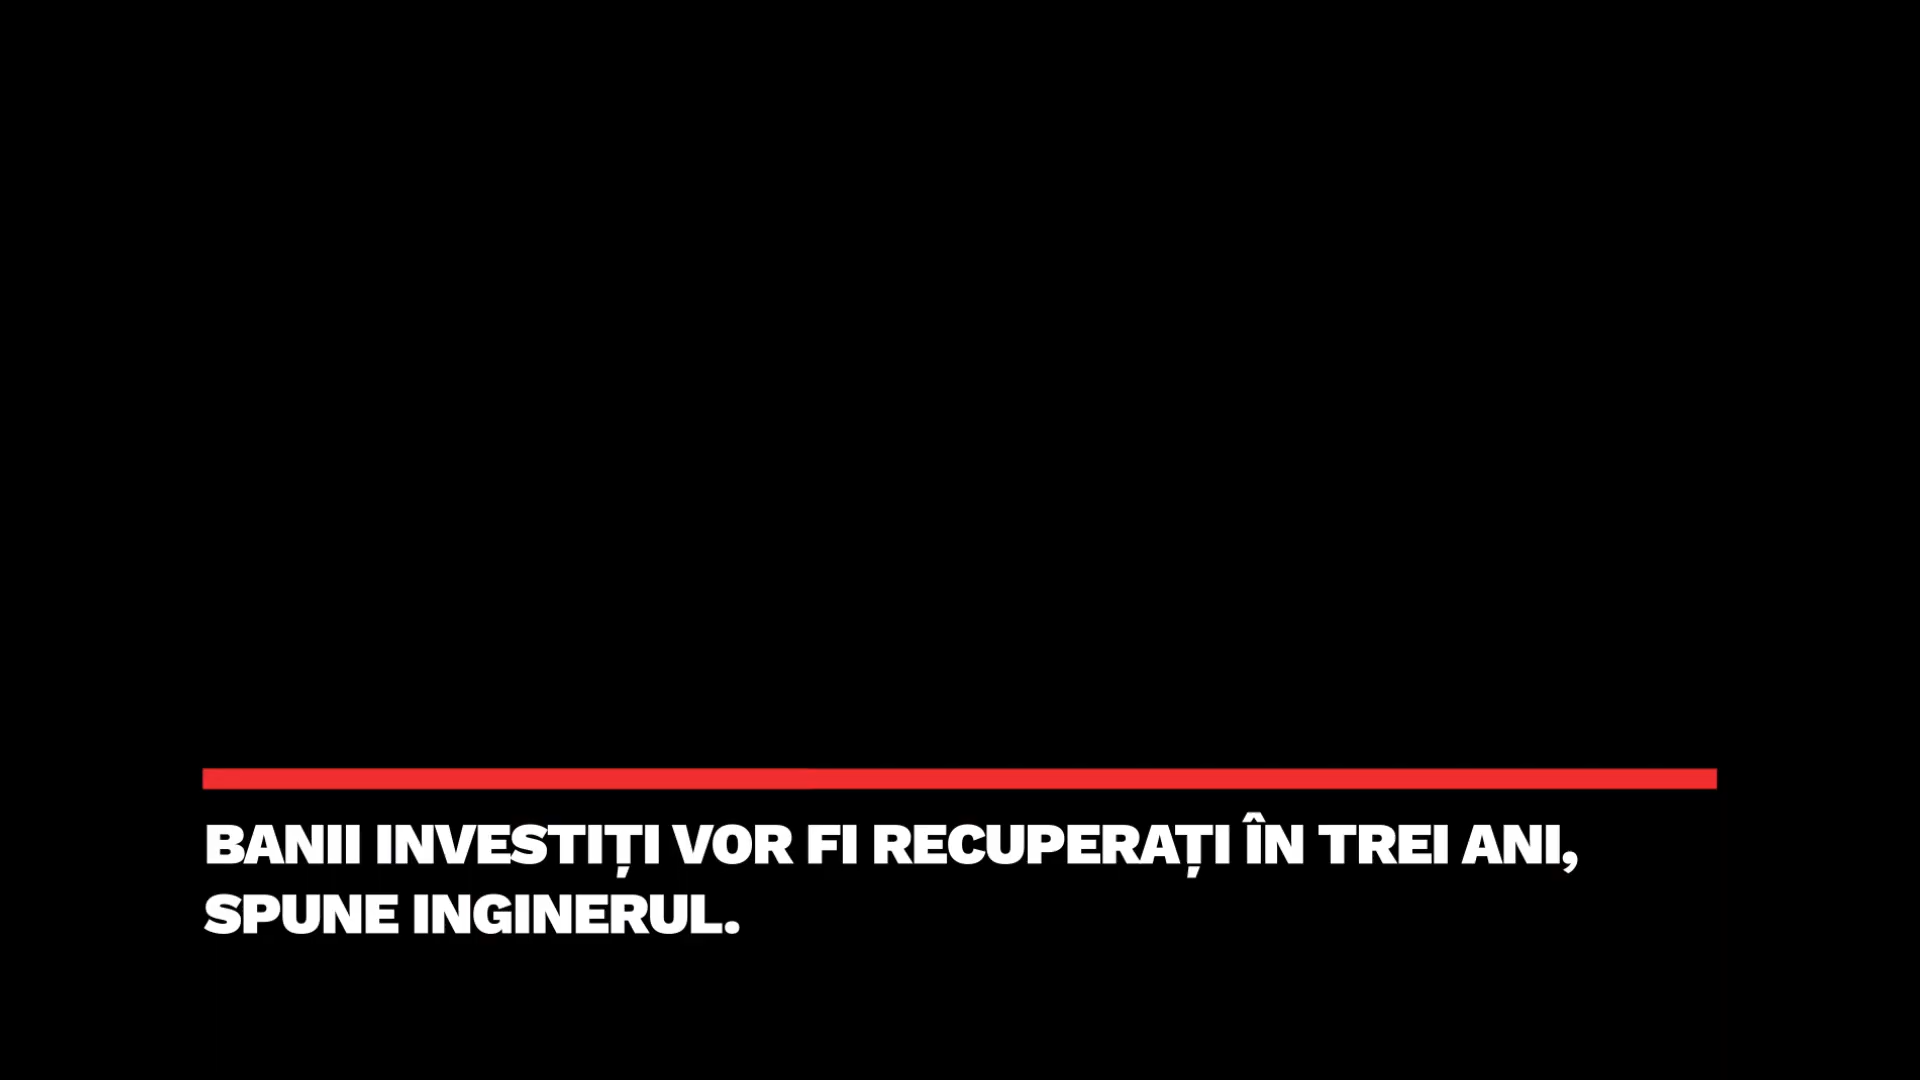 BANII INVESTIȚI VOR FI RECUPERAȚI ÎN TREI ANI,
SPUNE INGINERUL.